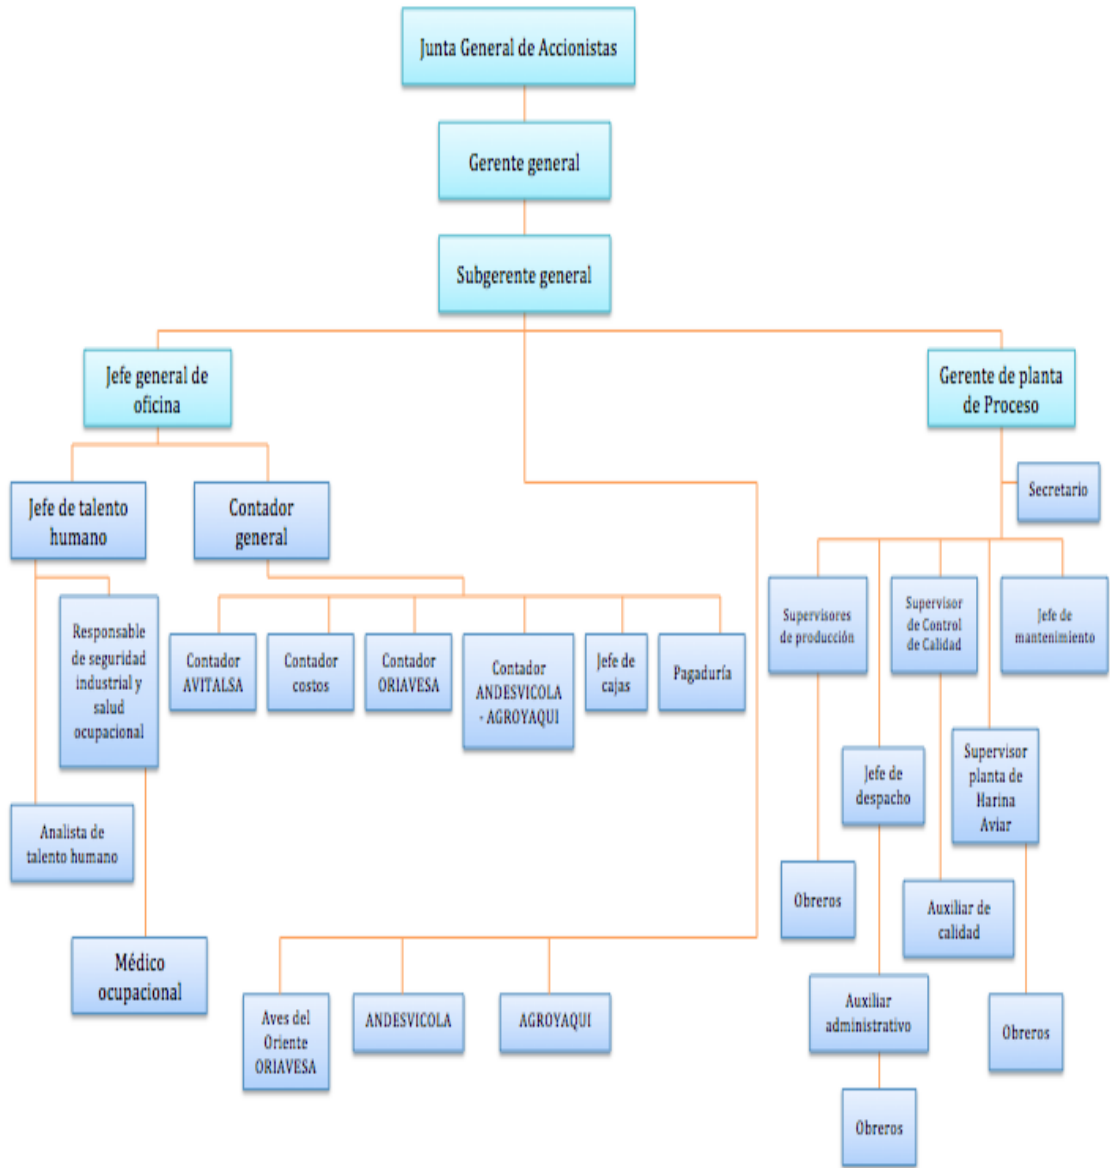 Junta General de Accionistas
Gerente general
Subgerente general
Jefe general de
oficina
Gerente de planta
de Proceso
Secretario
Jefe de talento
humano
Contador
general
Responsable
de seguridad
industrial y
salud
ocupacional
Contador
AVITALSA
Contador
costos
Contador
ORIAVESA
Contador
ANDESVICOLA
- AGROYAQUI
Jefe de
cajas
Pagaduría
Supervisores
de producción
Supervisor
de Control
de Calidad
Jefe de
mantenimiento
Jefe de
despacho
Supervisor
planta de
Harina
Aviar
Analista de
talento humano
Obreros
Auxiliar de
calidad
Médico
ocupacional
Aves del
Oriente
ORIAVESA
ANDESVICOLA
AGROYAQUI
Auxiliar
administrativo
Obreros
Obreros